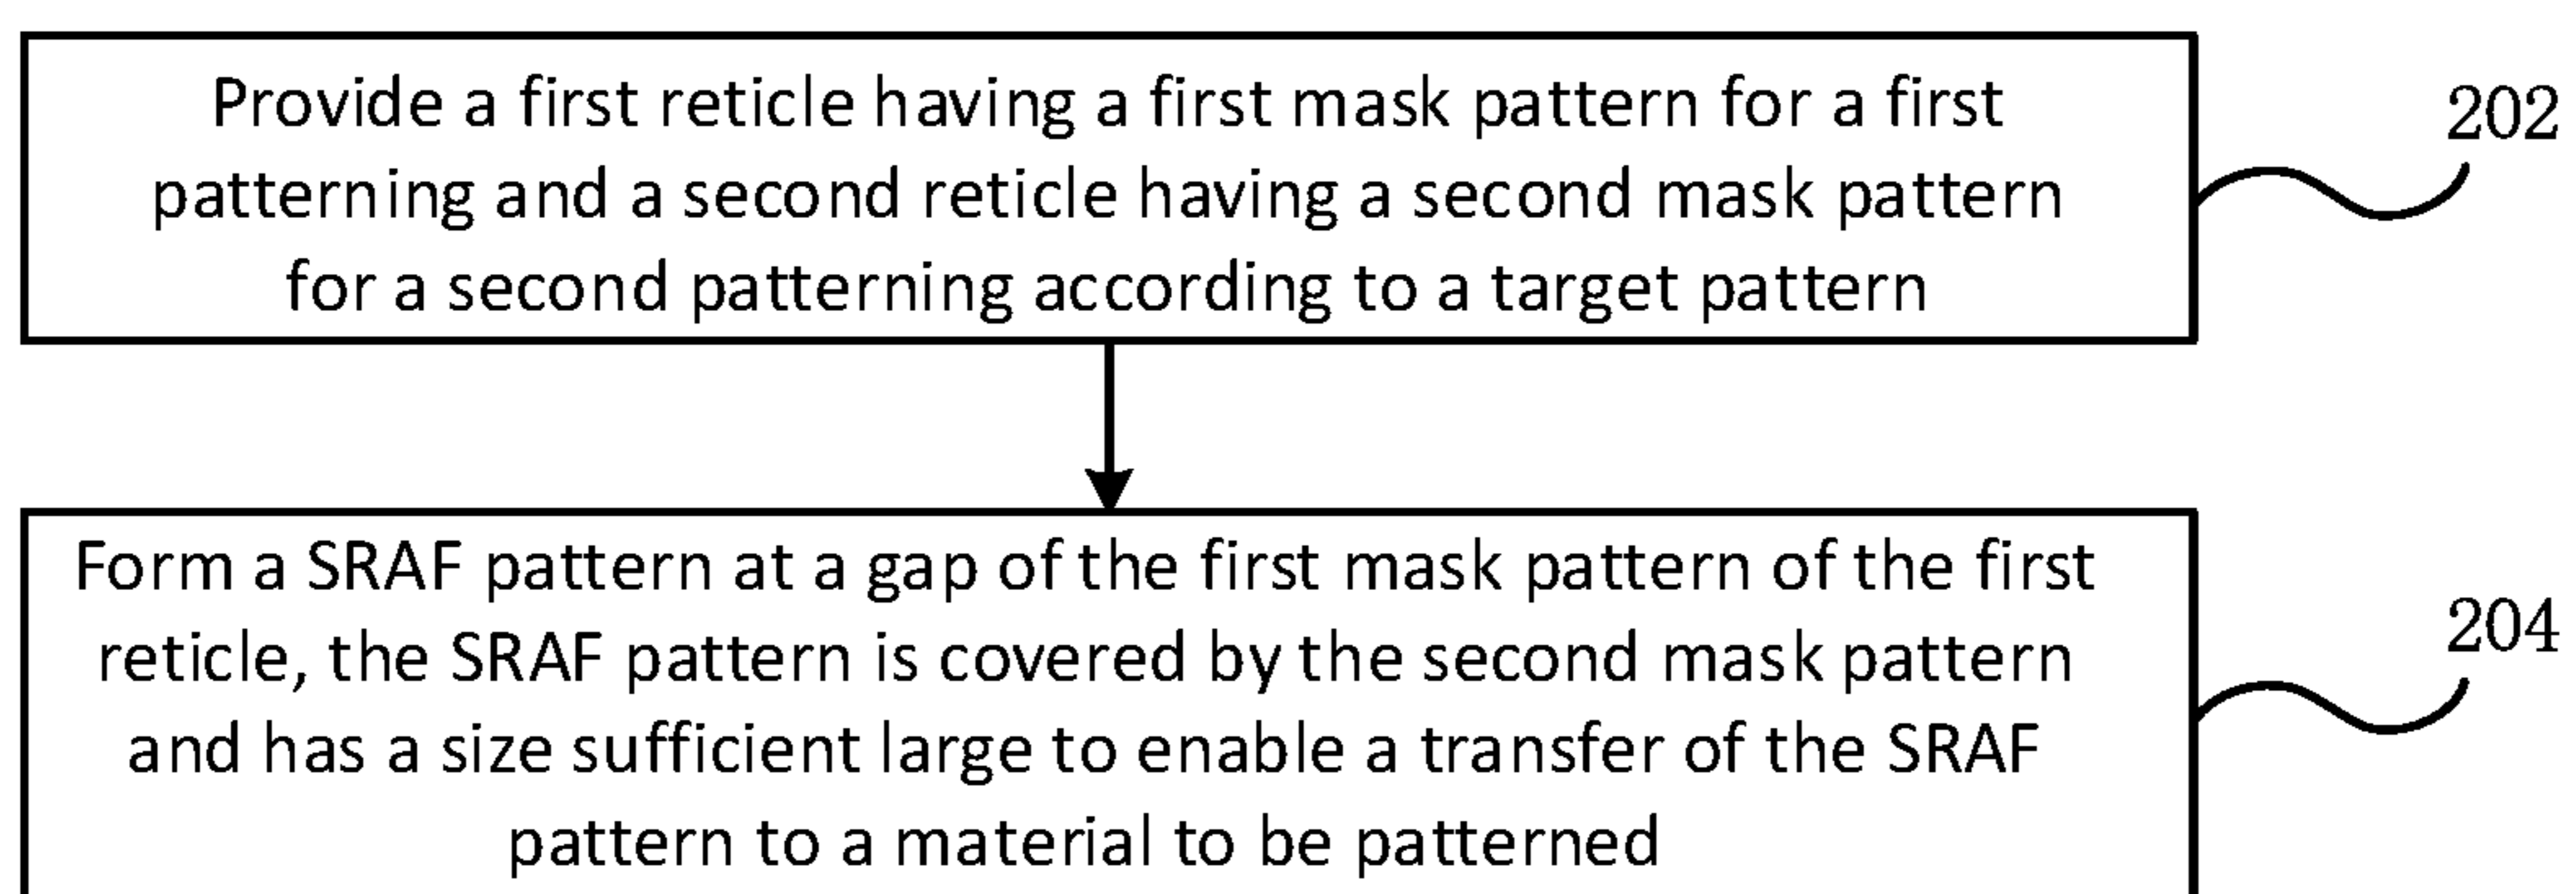 Provide a first reticle having a first mask pattern for a first
patterning and a second reticle having a second mask pattern
for a second patterning according to a target pattern
202
Form a SRAF pattern at a gap of the first mask pattern of the first
reticle, the SRAF pattern is covered by the second mask pattern
and has a size sufficient large to enable a transfer of the SRAF
pattern to a material to be patterned
204